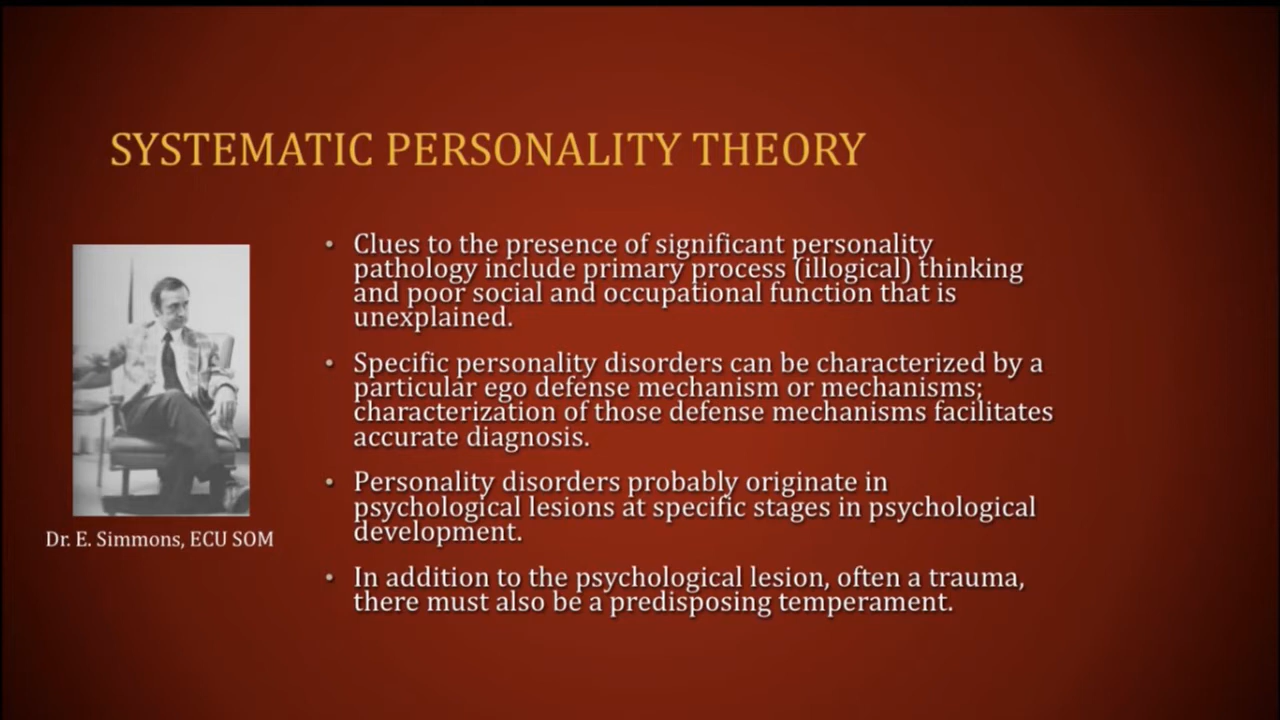 SYSTEMATIC PERSONALITY THEORY
• Clues to the presence of significant personality
pathology include primary process (illogical) thinking
and poor social and occupational function that is
unexplained.
• Specific personality disorders can be characterized by a
particular ego defense mechanism or mechanisms;
characterization of those defense mechanisms facilitates
accurate diagnosis.
• Personality disorders probably originate in
psychological lesions at specific stages in psychological
development.
• In addition to the psychological lesion, often a trauma,
there must also be a predisposing temperament.
Dr. E. Simmons, ECU SOM